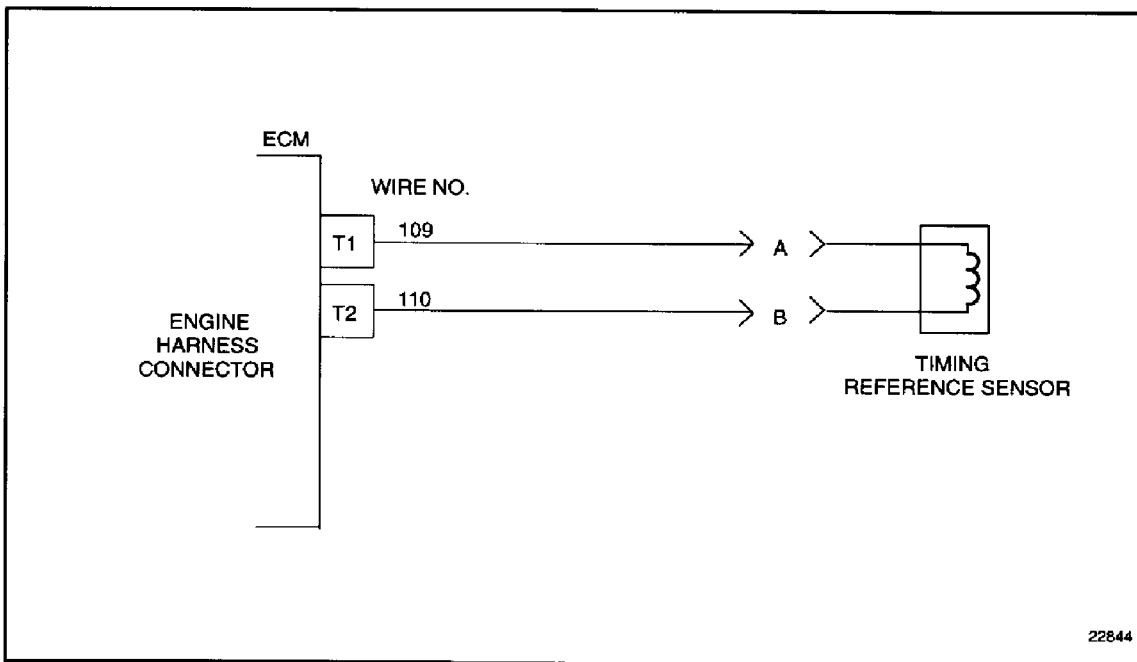 ECM
WIRE NO.
T1
109
A
T2
110
B
ENGINE
HARNESS
CONNECTOR
TIMING
REFERENCE SENSOR
22844